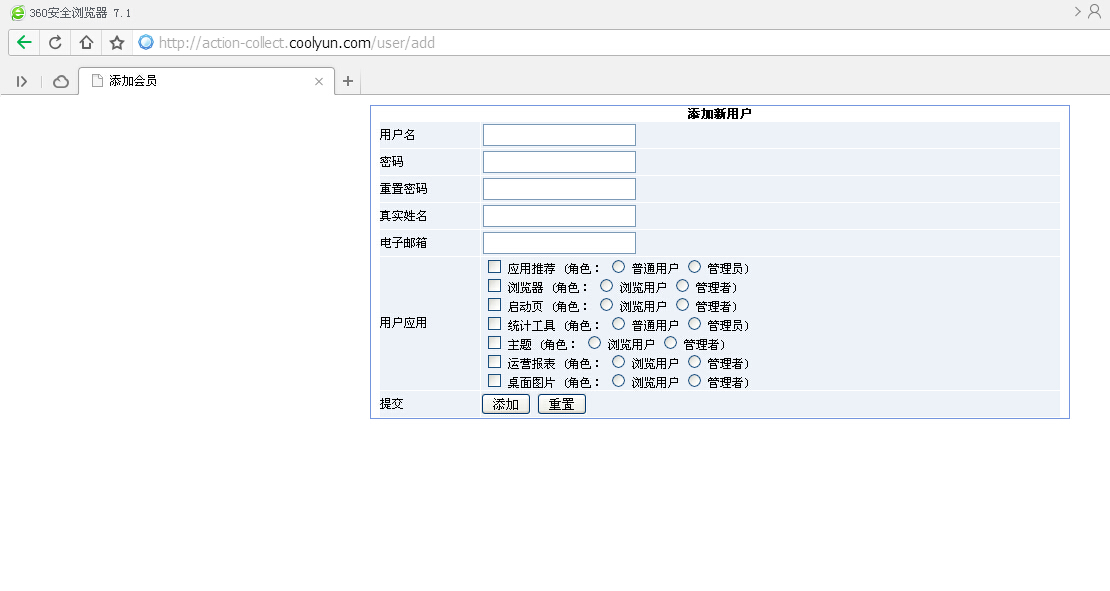 360安全浏览器 7.1
http://action-collect.coolyun.com/user/add
添加会员
添加新用户
用户名
密码
重置密码
真实姓名
电子邮箱
用户应用
应用推荐 (角色: 普通用户 管理员)
浏览器 (角色: 浏览用户 管理者)
启动页 (角色: 浏览用户 管理者)
统计工具 (角色: 普通用户 管理员)
主题 (角色: 浏览用户 管理者)
运营报表 (角色: 浏览用户 管理者)
桌面图片 (角色: 浏览用户 管理者)
提交 添加 重置